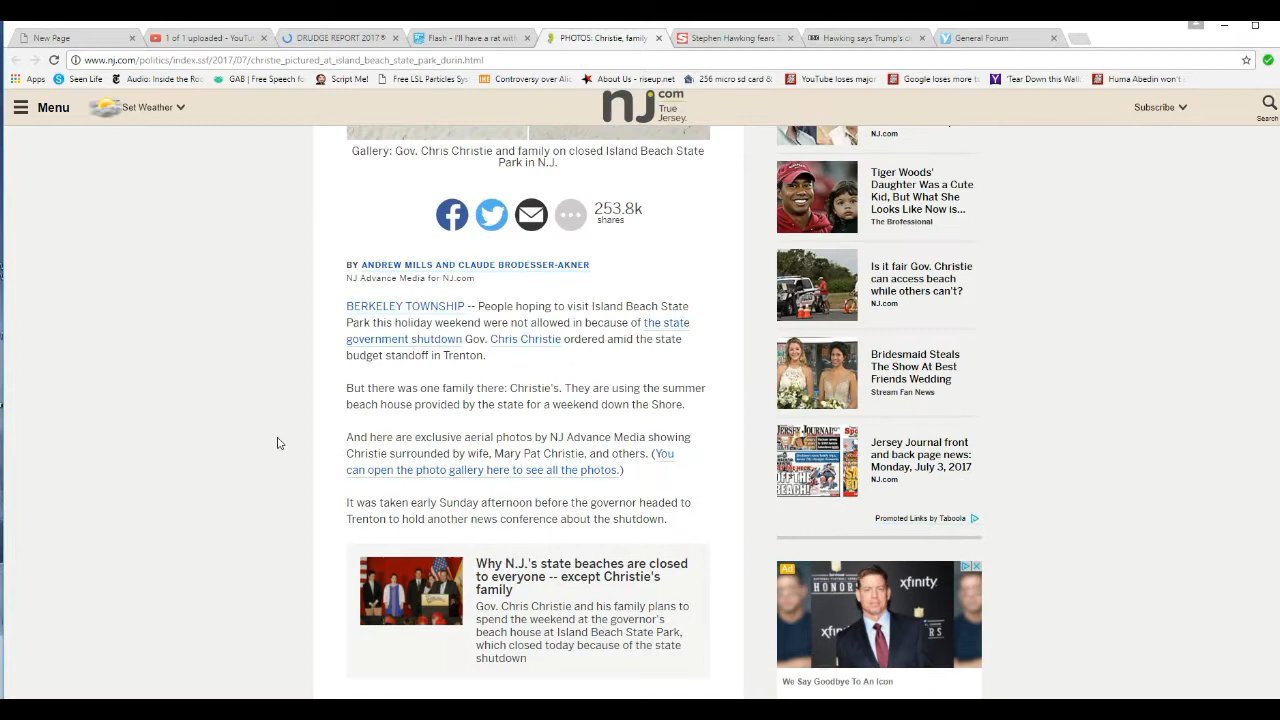 New Page
1 of 1 uploaded - YouTu
DRUDGE REPORT 2017®
Flash - I'll have a rat with
PHOTOS: Christie, family
Stephen Hawking fears
Hawking says Trump's c
General Forum
www.nj.com/politics/index.ssf/2017/07/christie_pictured_at_island_beach_state_park_durin.html
Apps
Seen Life
Audio: Inside the Ro
GAB | Free Speech fo
Script Me!
Free LSL Particles Sys
Controversy over Ali
About Us - riseup.net
256 micro sd card &
YouTube loses major
Google loses more to
'Tear Down this Wall
Huma Abedin won't
Menu
Set Weather
nj.com
True
Jersey.
Subscribe
Search
Gallery: Gov. Chris Christie and family on closed Island Beach State
Park in N.J.
253.8k
shares
BY ANDREW MILLS AND CLAUDE BRODESSER-AKNER
NJ Advance Media for NJ.com
BERKELEY TOWNSHIP -- People hoping to visit Island Beach State
Park this holiday weekend were not allowed in because of the state
government shutdown Gov. Chris Christie ordered amid the state
budget standoff in Trenton.
But there was one family there: Christie's. They are using the summer
beach house provided by the state for a weekend down the Shore.
And here are exclusive aerial photos by NJ Advance Media showing
Christie surrounded by wife, Mary Pat Christie, and others. (You
can open the photo gallery here to see all the photos.)
It was taken early Sunday afternoon before the governor headed to
Trenton to hold another news conference about the shutdown.
Why N.J.'s state beaches are closed
to everyone -- except Christie's
family
Gov. Chris Christie and his family plans to
spend the weekend at the governor's
beach house at Island Beach State Park,
which closed today because of the state
shutdown
NJ.com
Tiger Woods'
Daughter Was a Cute
Kid, But What She
Looks Like Now is...
The Professional
Is it fair Gov. Christie
can access beach
while others can't?
NJ.com
Bridesmaid Steals
The Show At Best
Friends Wedding
Stream Fan News
JERSEY JOURNAL
OFF THE
BEACH!
Jersey Journal front
and back page news:
Monday, July 3, 2017
NJ.com
Promoted Links by Taboola
Ad
HONORS
xfinity
We Say Goodbye To An Icon